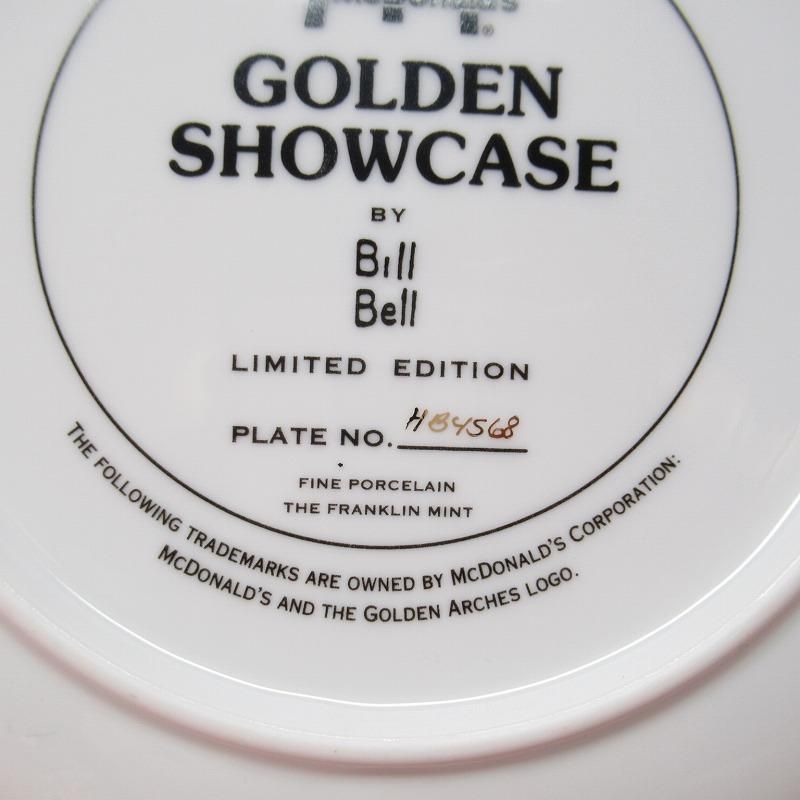 McDonald's
®
GOLDEN
SHOWCASE
BY
Bill
Bell
LIMITED EDITION
PLATE NO. HB4568
FINE PORCELAIN
THE FRANKLIN MINT
THE FOLLOWING TRADEMARKS ARE OWNED BY MCDONALD'S CORPORATION:
MCDONALD'S AND THE GOLDEN ARCHES LOGO.